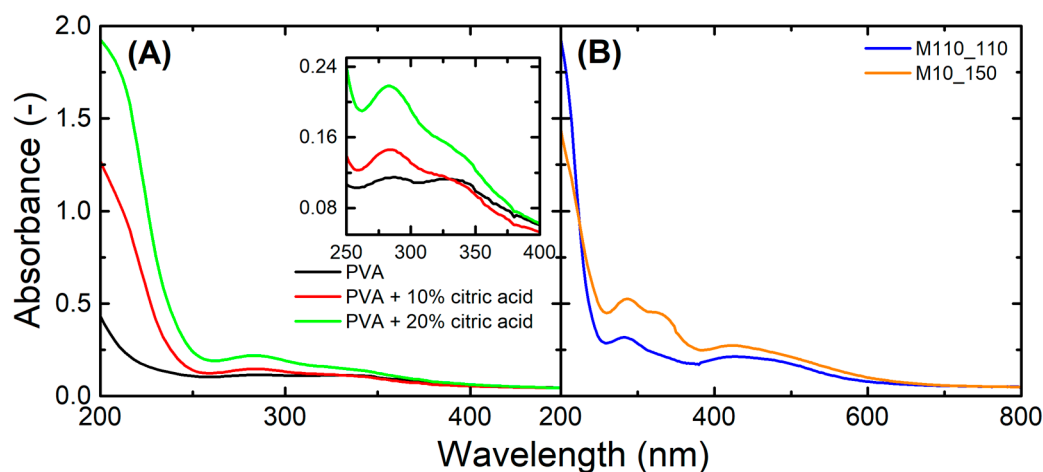 2.0
1.5
1.0
0.5
0.0
Absorbance (-)
(A)
0.24
0.16
0.08
250 300 350 400
PVA
PVA + 10% citric acid
PVA + 20% citric acid
200 300 400
(B)
M110_110
M10_150
200 400 600 800
Wavelength (nm)